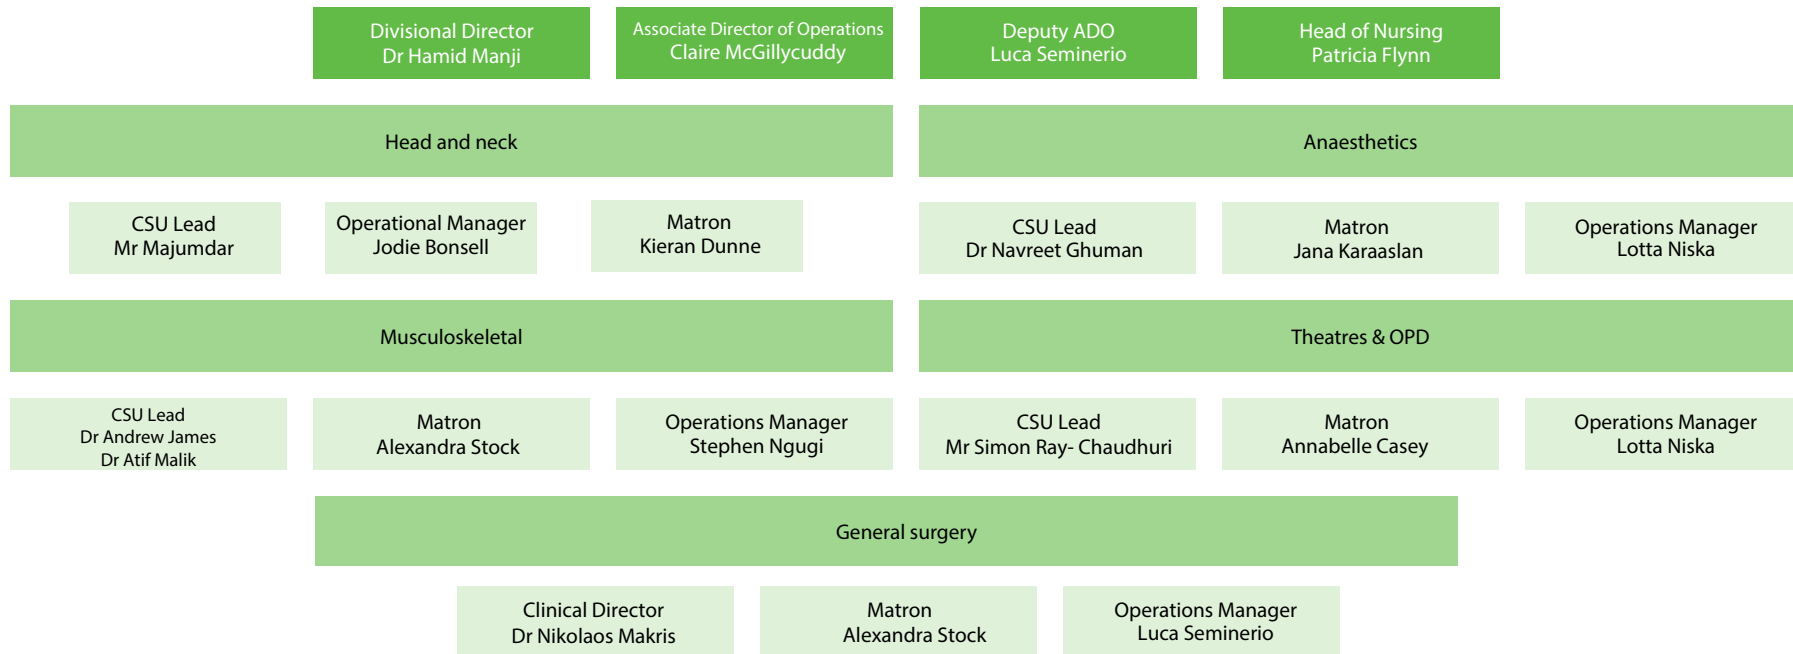 Divisional Director
Dr Hamid Manji
Associate Director of Operations
Claire McGillycuddy
Deputy ADO
Luca Seminerio
Head of Nursing
Patricia Flynn
Head and neck
Anaesthetics
CSU Lead
Mr Majumdar
Operational Manager
Jodie Bonsell
Matron
Kieran Dunne
CSU Lead
Dr Navreet Ghuman
Matron
Jana Karaaslan
Operations Manager
Lotta Niska
Musculoskeletal
Theatres & OPD
CSU Lead
Dr Andrew James
Dr Atif Malik
Matron
Alexandra Stock
Operations Manager
Stephen Ngugi
CSU Lead
Mr Simon Ray- Chaudhuri
Matron
Annabelle Casey
Operations Manager
Lotta Niska
General surgery
Clinical Director
Dr Nikolaos Makris
Matron
Alexandra Stock
Operations Manager
Luca Seminerio